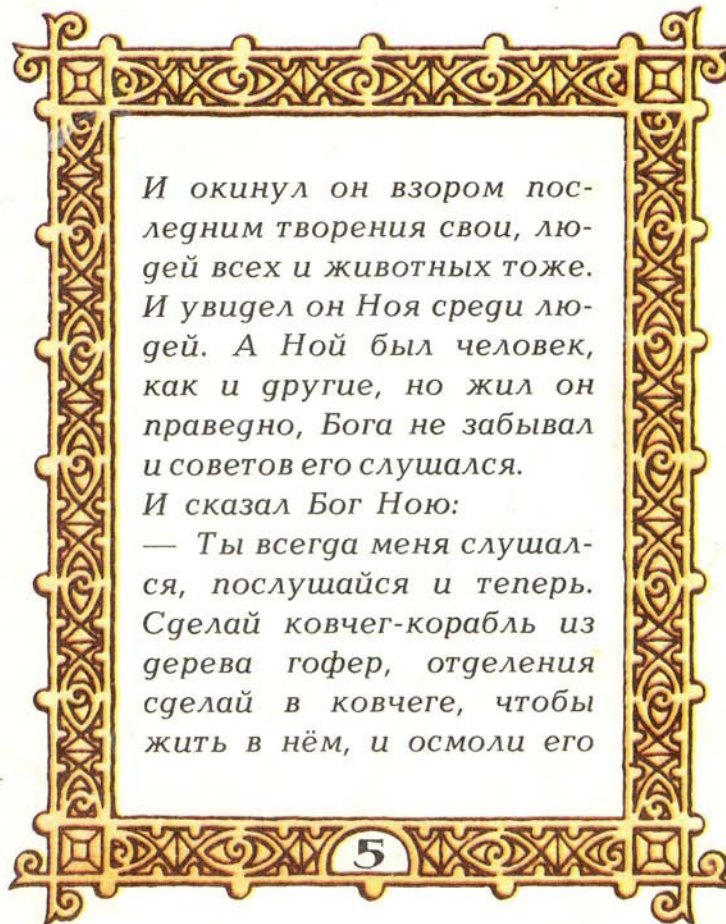 И окинул он взором пос-
ледним творения свои, лю-
дей всех и животных тоже.
И увидел он Ноя среди лю-
дей. А Ной был человек,
как и другие, но жил он
праведно, Бога не забывал
и советов его слушался.
И сказал Бог Ною:
— Ты всегда меня слушал-
ся, послушайся и теперь.
Сделай ковчег-корабль из
дерева гофер, отделения
сделай в ковчеге, чтобы
жить в нём, и осмоли его
5